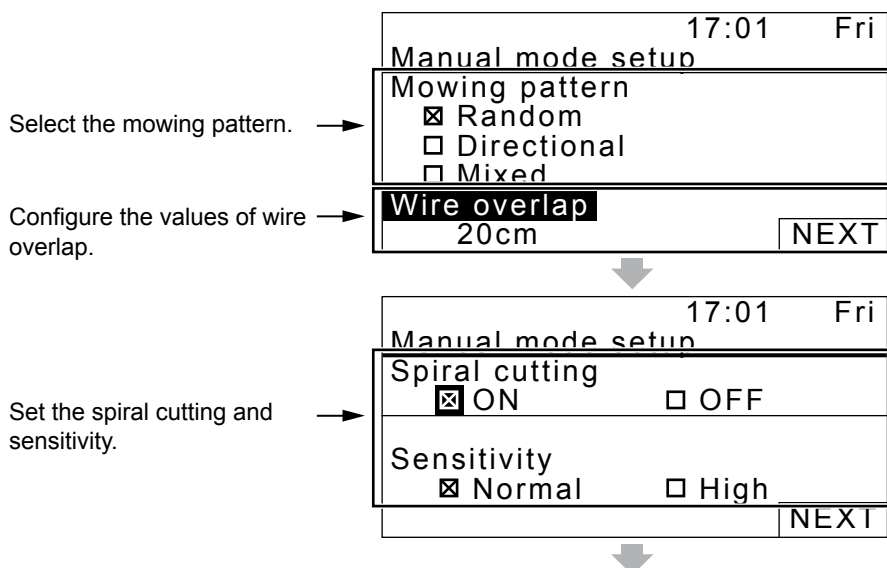 17:01 Fri
Manual mode setup
Mowing pattern
Select the mowing pattern.
☒ Random
☐ Directional
☐ Mixed
Configure the values of wire
overlap.
Wire overlap
20cm NEXT
17:01 Fri
Manual mode setup
Spiral cutting
☒ ON ☐ OFF
Set the spiral cutting and
sensitivity.
Sensitivity
☒ Normal ☐ High
NEXT